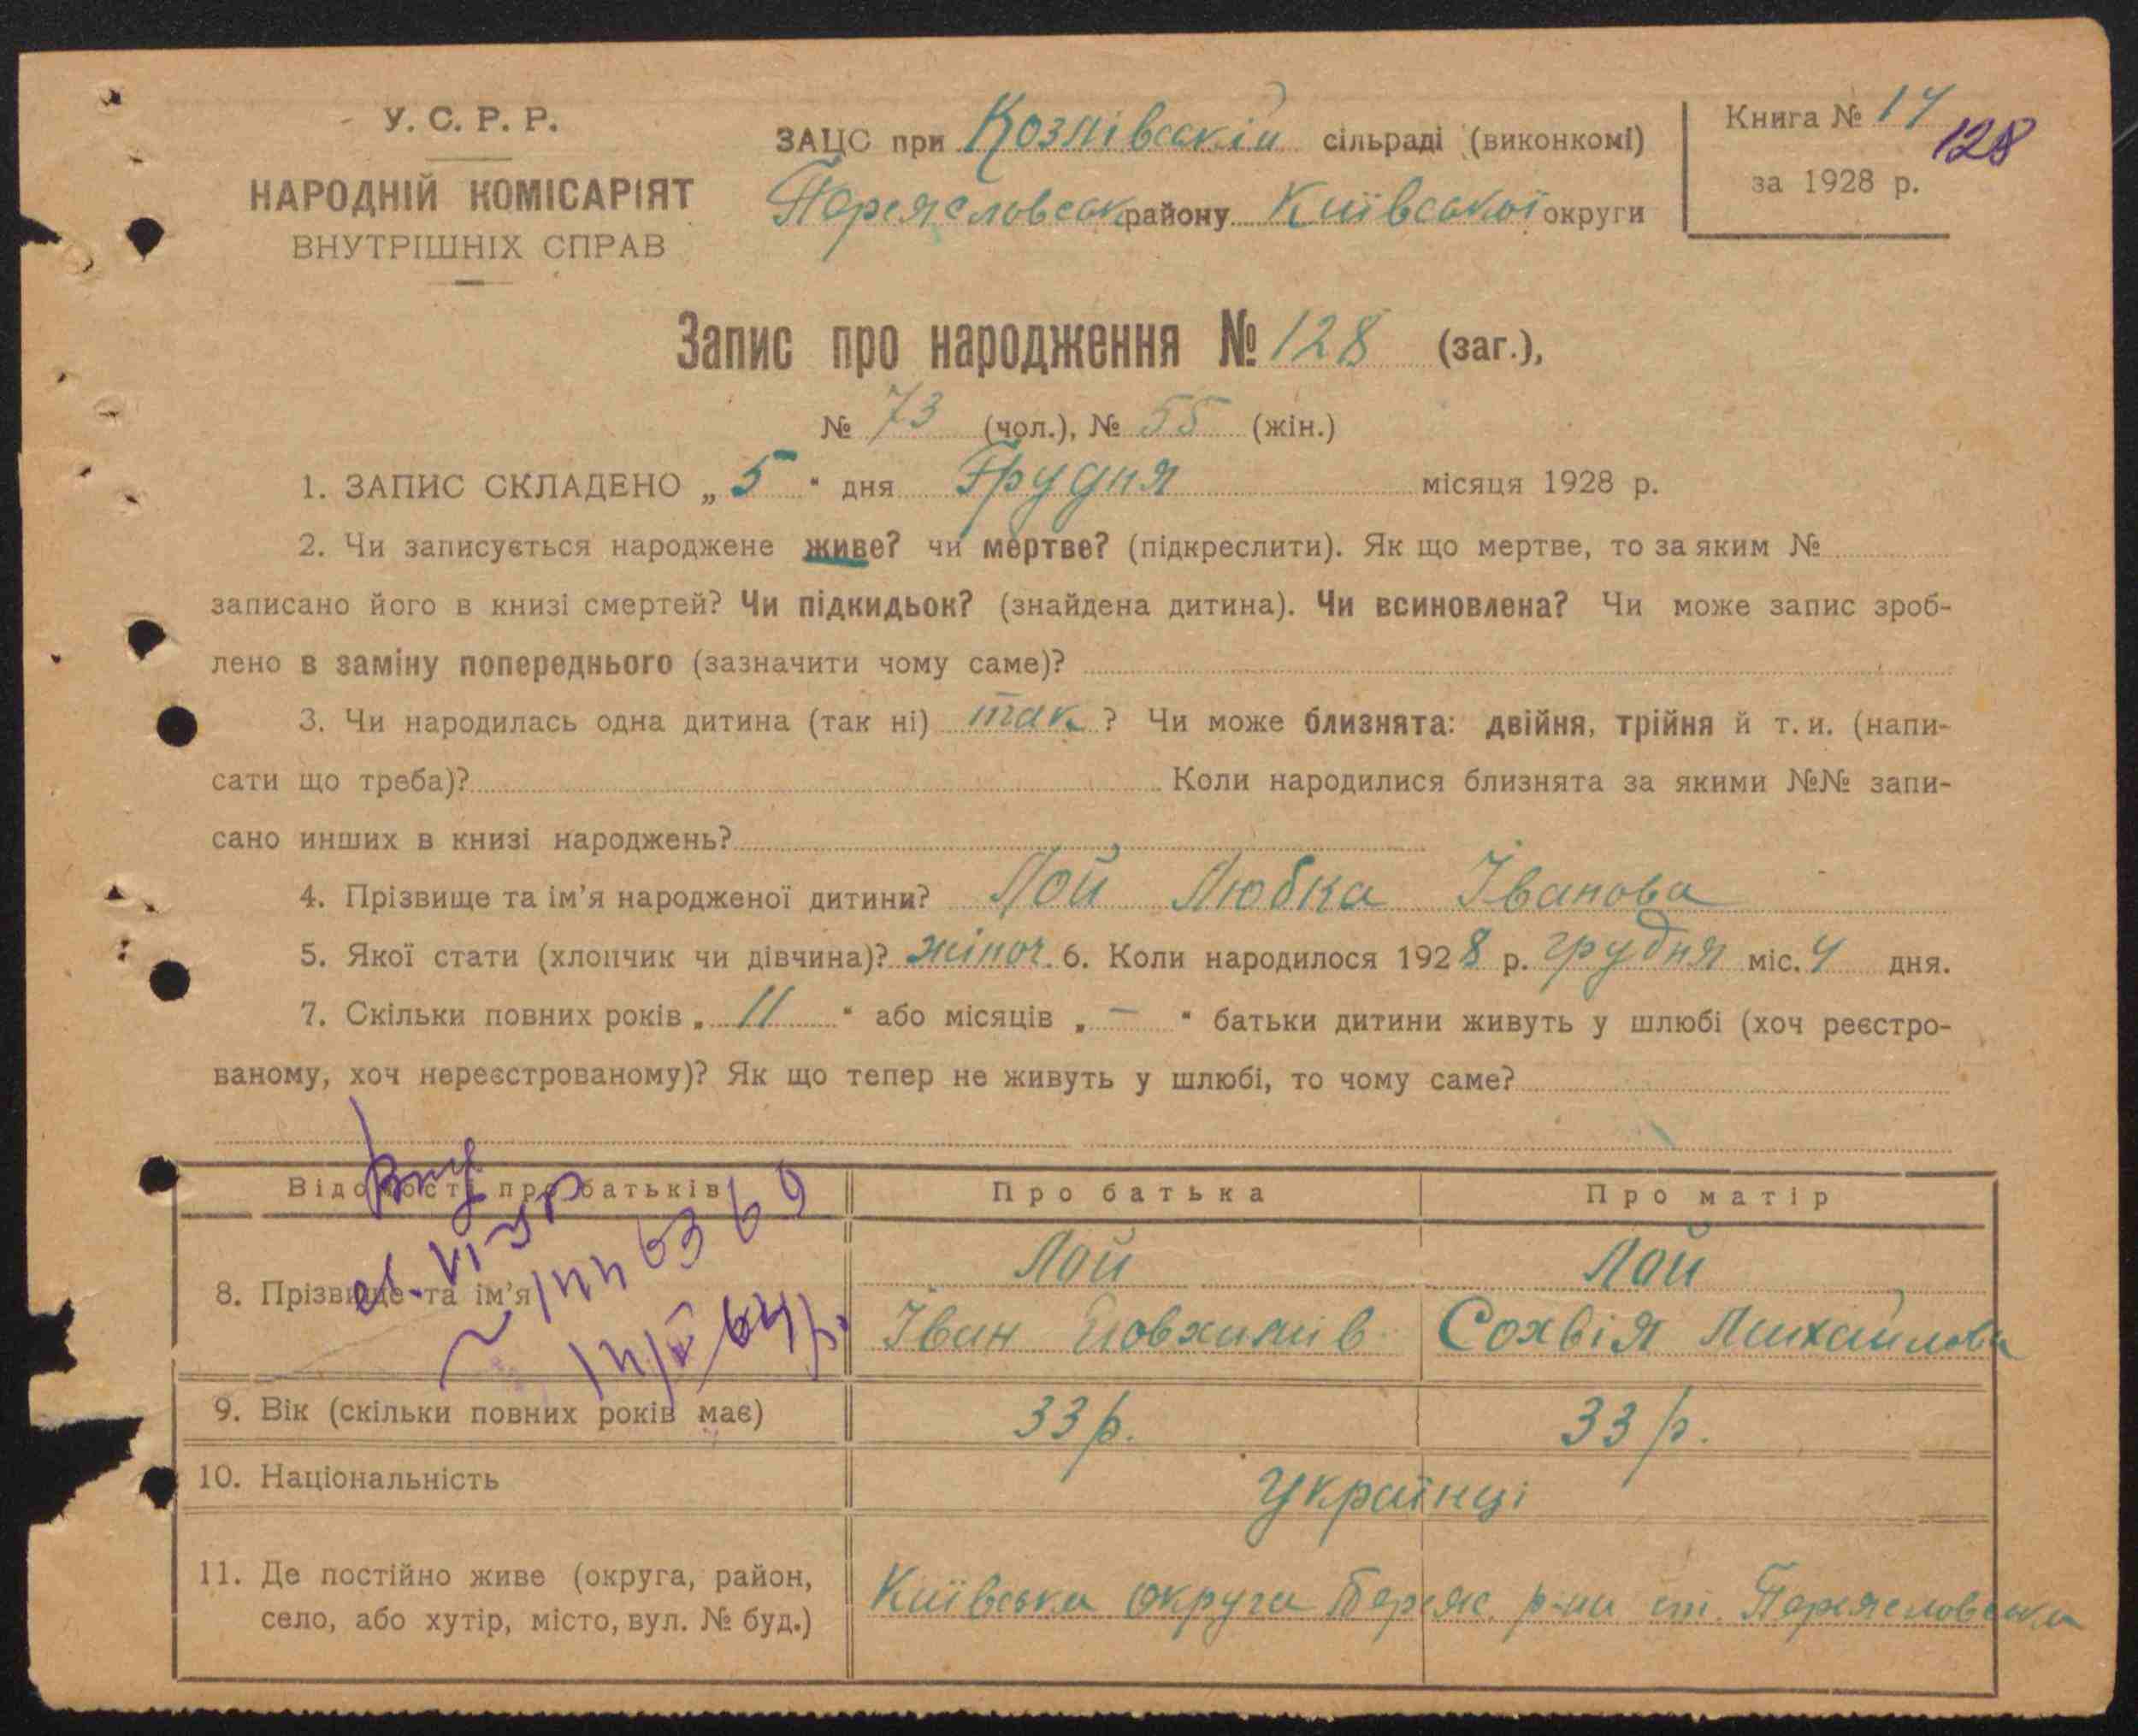 У. С. Р. Р.
НАРОДНІЙ КОМІСАРІЯТ
ВНУТРІШНІХ СПРАВ
ЗАЦС при Козлівській сільраді (виконкомі)
Переясловськ району Київської округи
Книга № 14
128
за 1928 р.
Запис про народження № 128 (заг.),
№ 73 (чол.), № 55 (жін.)
1. ЗАПИС СКЛАДЕНО „ 5 " дня Грудня місяця 1928 р.
2. Чи записується народжене живе? чи мертве? (підкреслити). Як що мертве, то за яким №
записано його в книзі смертей? Чи підкидьок? (знайдена дитина). Чи всиновлена? Чи може запис зроб-
лено в заміну попереднього (зазначити чому саме)?
3. Чи народилась одна дитина (так ні) так ? Чи може близнята: двійня, трійня й т. и. (напи-
сати що треба)? Коли народилися близнята за якими №№ запи-
сано инших в книзі народжень?
4. Прізвище та ім'я народженої дитини? Лой Любка Іванова
5. Якої стати (хлопчик чи дівчина)? жіноч. 6. Коли народилося 1928 р. грудня міс. 4 дня.
7. Скільки повних років „ 11 " або місяців „ — " батьки дитини живуть у шлюбі (хоч реєстро-
ваному, хоч нереєстрованому)? Як що тепер не живуть у шлюбі, то чому саме?
Відомості про батьків Про батька Про матір
8. Прізвище та ім'я Лой Лой
Іван Йовхимів Сохвія Михайлова
9. Вік (скільки повних років має) 33 р. 33 р.
10. Національність Українці
11. Де постійно живе (округа, район,
село, або хутір, місто, вул. № буд.)
Київська округа Переяс. р-ну ст. Переясловська